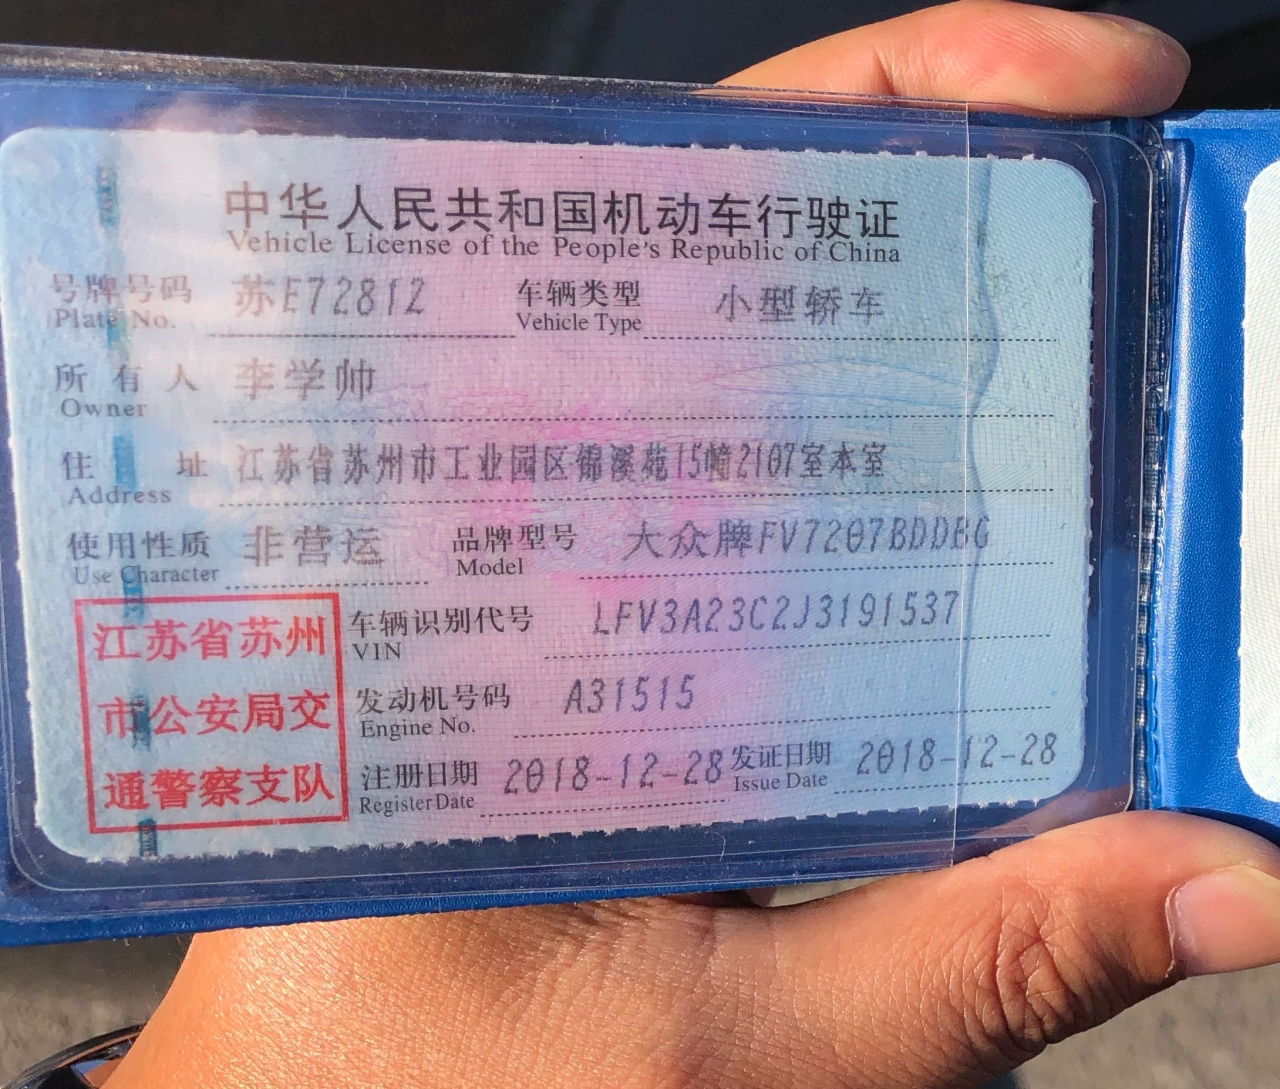 中华人民共和国机动车行驶证
Vehicle License of the People's Republic of China
号牌号码 苏E72812 车辆类型 小型轿车
Plate No. Vehicle Type
所有人 李学帅
Owner
住址 江苏省苏州市工业园区锦溪苑15幢2107室本室
Address
使用性质 非营运 品牌型号 大众牌FV7207BDDBG
Use Character Model
江苏省苏州
市公安局交
通警察支队
车辆识别代号 LFV3A23C2J3191537
VIN
发动机号码 A31515
Engine No.
注册日期 2018-12-28 发证日期 2018-12-28
Register Date Issue Date